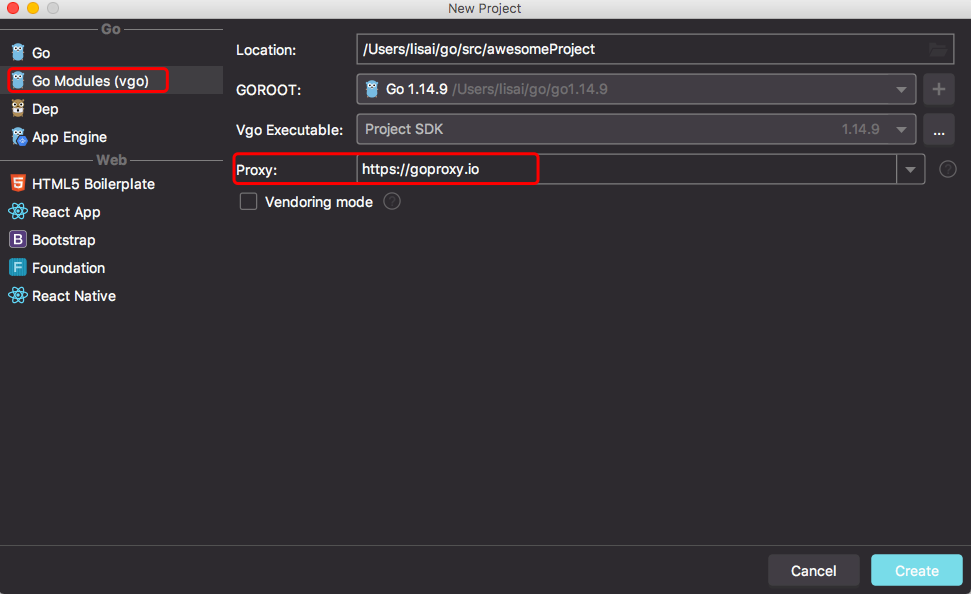 New Project
Go
Go
Go Modules (vgo)
Dep
App Engine
Web
HTML5 Boilerplate
React App
Bootstrap
Foundation
React Native
Location: /Users/lisai/go/src/awesomeProject
GOROOT: Go 1.14.9 /Users/lisai/go/go1.14.9
Vgo Executable: Project SDK 1.14.9 ...
Proxy: https://goproxy.io ?
Vendoring mode ?
Cancel Create